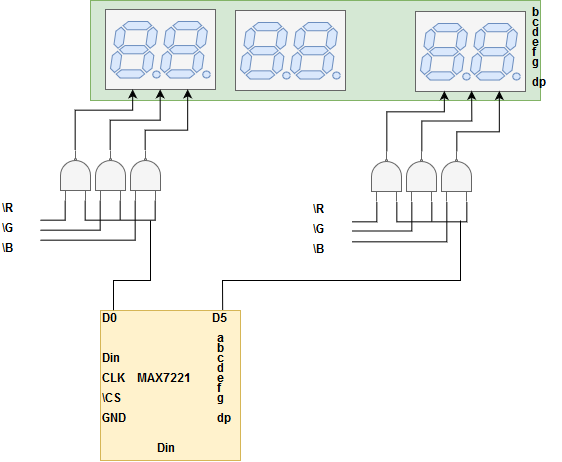 b
c
d
e
f
g
dp
\R
\G
\B
\R
\G
\B
D0 D5
a
b
Din c
d
CLK MAX7221 e
f
\CS g
GND dp
Din